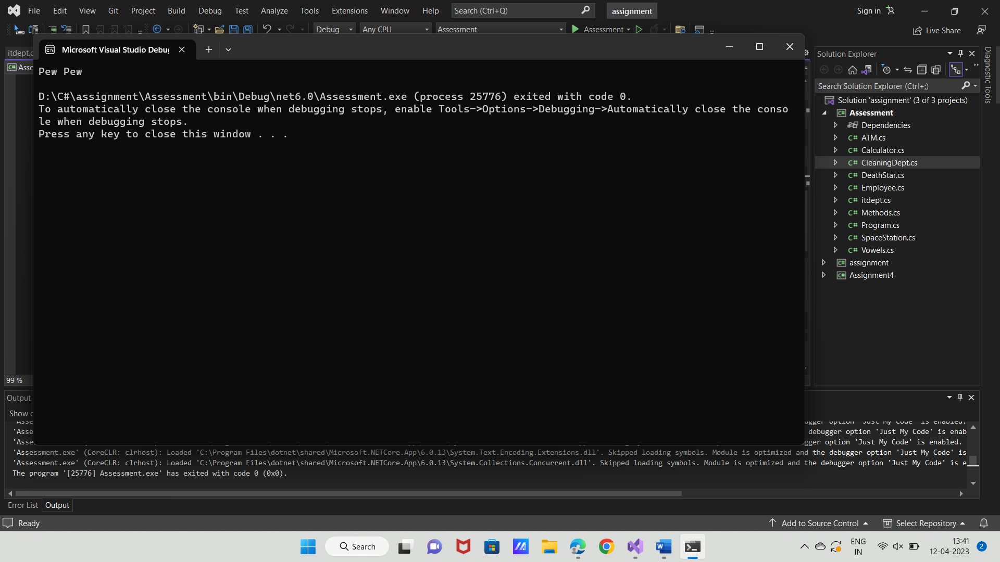 File Edit View Git Project Build Debug Test Analyze Tools Extensions Window Help Search (Ctrl+Q) assignment Sign in
Debug Any CPU Assessment Assessment Live Share
Microsoft Visual Studio Debug
Pew Pew
D:\C#\assignment\Assessment\bin\Debug\net6.0\Assessment.exe (process 25776) exited with code 0.
To automatically close the console when debugging stops, enable Tools->Options->Debugging->Automatically close the conso
le when debugging stops.
Press any key to close this window . . .
99 %
Solution Explorer
Search Solution Explorer (Ctrl+;)
Solution 'assignment' (3 of 3 projects)
Assessment
Dependencies
C# ATM.cs
C# Calculator.cs
C# CleaningDept.cs
C# DeathStar.cs
C# Employee.cs
C# itdept.cs
C# Methods.cs
C# Program.cs
C# SpaceStation.cs
C# Vowels.cs
C# assignment
C# Assignment4
Diagnostic Tools
Output
Show
ugger option 'Just My Code' is enabled.
'Asse debugger option 'Just My Code' is enab
'Asse gger option 'Just My Code' is enabled.
'Assessment.exe' (CoreCLR: clrhost): Loaded 'C:\Program Files\dotnet\shared\Microsoft.NETCore.App\6.0.13\System.Text.Encoding.Extensions.dll'. Skipped loading symbols. Module is optimized and the debugger option 'Just My Code' is
'Assessment.exe' (CoreCLR: clrhost): Loaded 'C:\Program Files\dotnet\shared\Microsoft.NETCore.App\6.0.13\System.Collections.Concurrent.dll'. Skipped loading symbols. Module is optimized and the debugger option 'Just My Code' is e
The program '[25776] Assessment.exe' has exited with code 0 (0x0).
Error List Output
Ready Add to Source Control Select Repository
Search ENG IN 13:41 12-04-2023 2